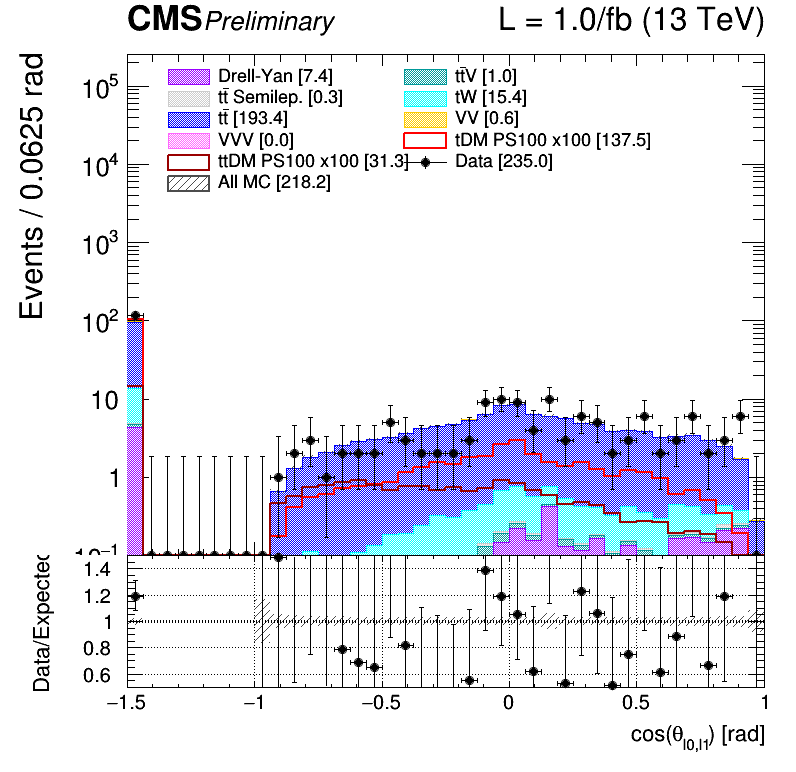 CMS Preliminary L = 1.0/fb (13 TeV)
Events / 0.0625 rad
Drell-Yan [7.4] tt̄V [1.0]
tt̄ Semilep. [0.3] tW [15.4]
tt̄ [193.4] VV [0.6]
VVV [0.0] tDM PS100 x100 [137.5]
ttDM PS100 x100 [31.3] Data [235.0]
All MC [218.2]
10⁵
10⁴
10³
10²
10
1
10⁻¹
Data/Expected
1.4
1.2
1
0.8
0.6
−1.5 −1 −0.5 0 0.5 1
cos(θ_l0,l1) [rad]